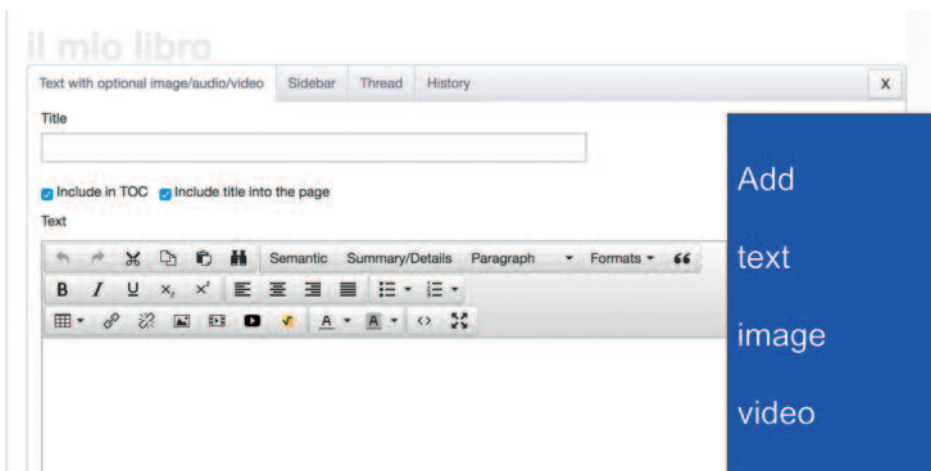 il mio libro
Text with optional image/audio/video Sidebar Thread History X
Title
Include in TOC Include title into the page
Text
Semantic Summary/Details Paragraph Formats
B I U x, x²
A A <>
Add
text
image
video